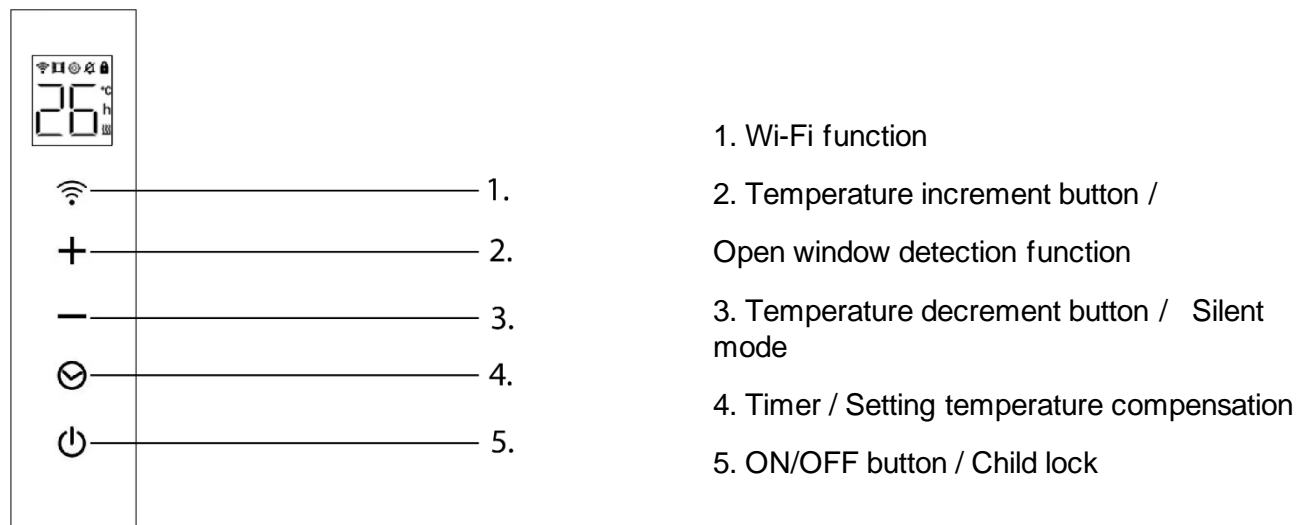 26
°C
h
1.
2.
3.
4.
5.
1. Wi-Fi function
2. Temperature increment button /
Open window detection function
3. Temperature decrement button / Silent
mode
4. Timer / Setting temperature compensation
5. ON/OFF button / Child lock